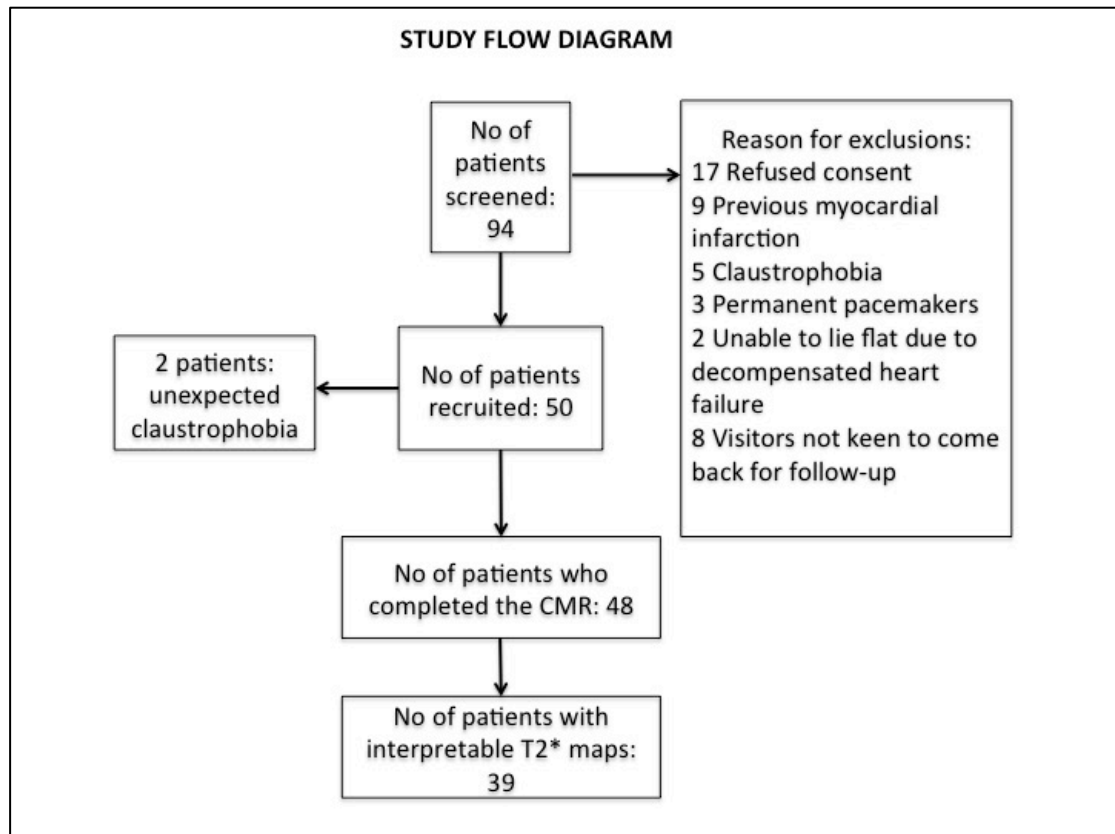 STUDY FLOW DIAGRAM
No of
patients
screened:
94
Reason for exclusions:
17 Refused consent
9 Previous myocardial
infarction
5 Claustrophobia
3 Permanent pacemakers
2 Unable to lie flat due to
decompensated heart
failure
8 Visitors not keen to come
back for follow-up
2 patients:
unexpected
claustrophobia
No of patients
recruited: 50
No of patients who
completed the CMR: 48
No of patients with
interpretable T2* maps:
39